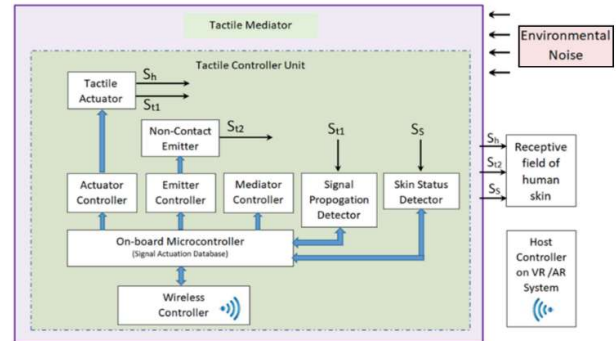 Tactile Mediator
Environmental
Noise
Tactile Controller Unit
Tactile
Actuator
Sh
St1
Non-Contact
Emitter
St2
St1
SS
Sh
St2
SS
Receptive
field of
human
skin
Actuator
Controller
Emitter
Controller
Mediator
Controller
Signal
Propogation
Detector
Skin Status
Detector
On-board Microcontroller
(Signal Actuation Database)
Wireless
Controller
Host
Controller
on VR /AR
System